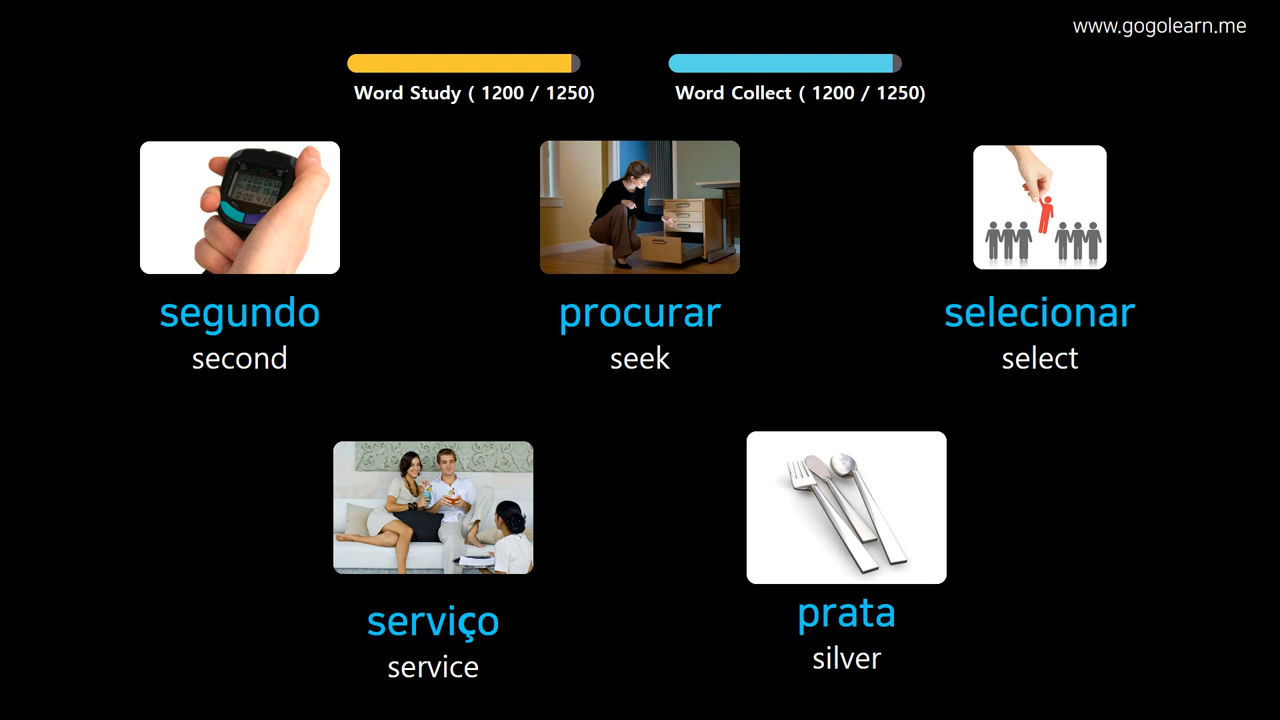 www.gogolearn.me
Word Study ( 1200 / 1250)
Word Collect ( 1200 / 1250)
segundo
second
procurar
seek
selecionar
select
serviço
service
prata
silver